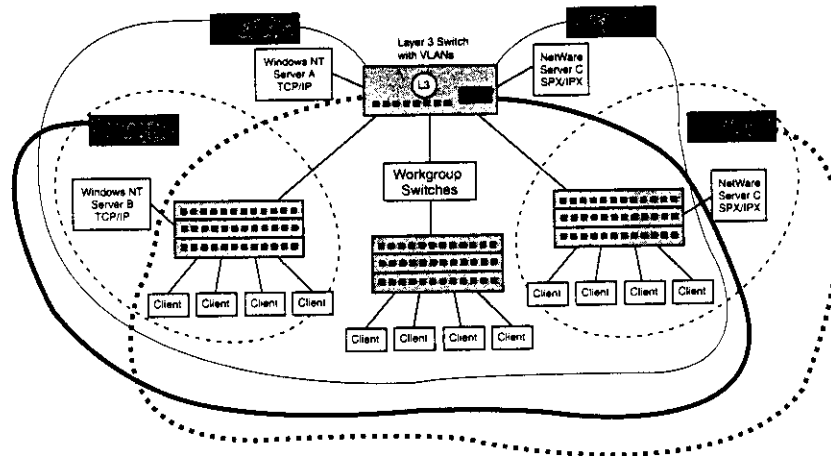 Layer 3 Switch
with VLANs
Windows NT
Server A
TCP/IP
L3
NetWare
Server C
SPX/IPX
Windows NT
Server B
TCP/IP
Workgroup
Switches
NetWare
Server C
SPX/IPX
Client
Client
Client
Client
Client
Client
Client
Client
Client
Client
Client
Client